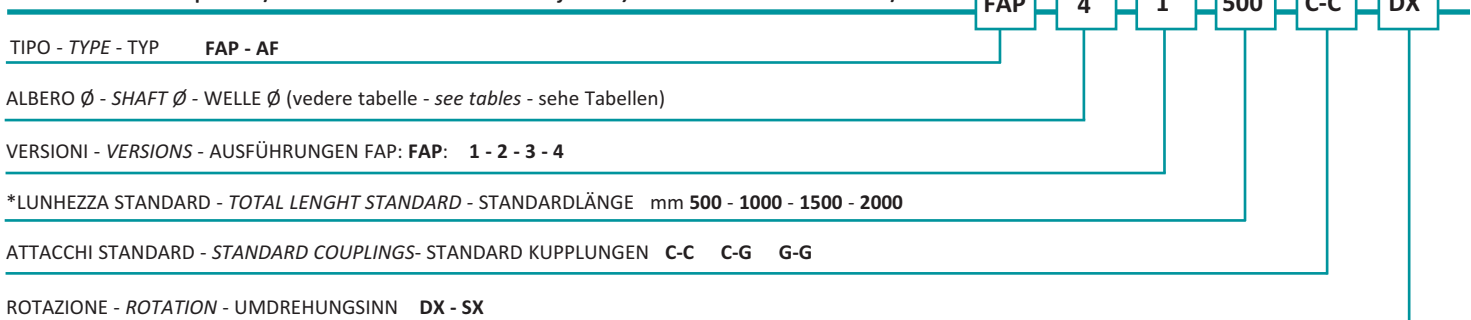 FAP 4 1 500 C-C DX
TIPO - TYPE - TYP FAP - AF
ALBERO Ø - SHAFT Ø - WELLE Ø (vedere tabelle - see tables - sehe Tabellen)
VERSIONI - VERSIONS - AUSFÜHRUNGEN FAP: FAP: 1 - 2 - 3 - 4
*LUNHEZZA STANDARD - TOTAL LENGHT STANDARD - STANDARDLÄNGE mm 500 - 1000 - 1500 - 2000
ATTACCHI STANDARD - STANDARD COUPLINGS- STANDARD KUPPLUNGEN C-C C-G G-G
ROTAZIONE - ROTATION - UMDREHUNGSINN DX - SX